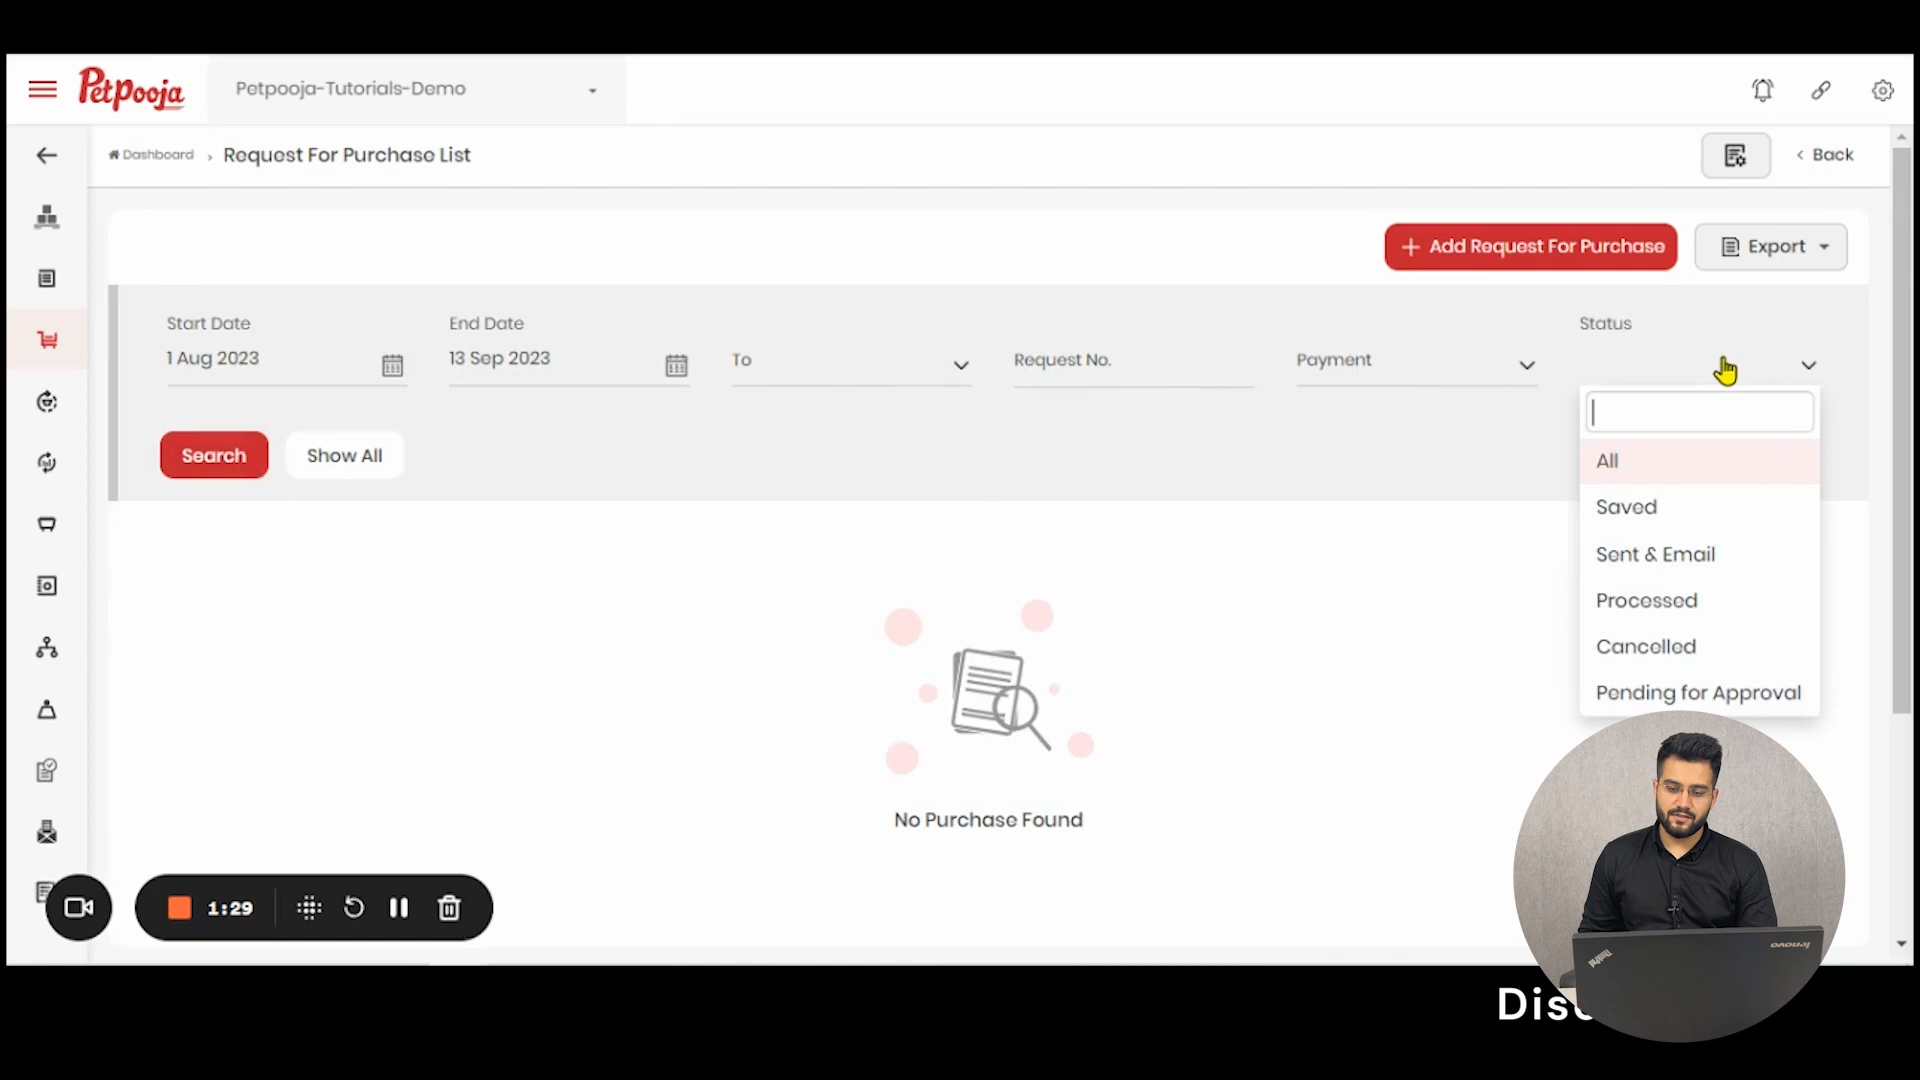 Petpooja
Petpooja-Tutorials-Demo
Dashboard › Request For Purchase List
‹ Back
+ Add Request For Purchase
Export
Start Date
1 Aug 2023
End Date
13 Sep 2023
To
Request No.
Payment
Status
Search
Show All
All
Saved
Sent & Email
Processed
Cancelled
Pending for Approval
No Purchase Found
1:29
lenovo
ThinkPad